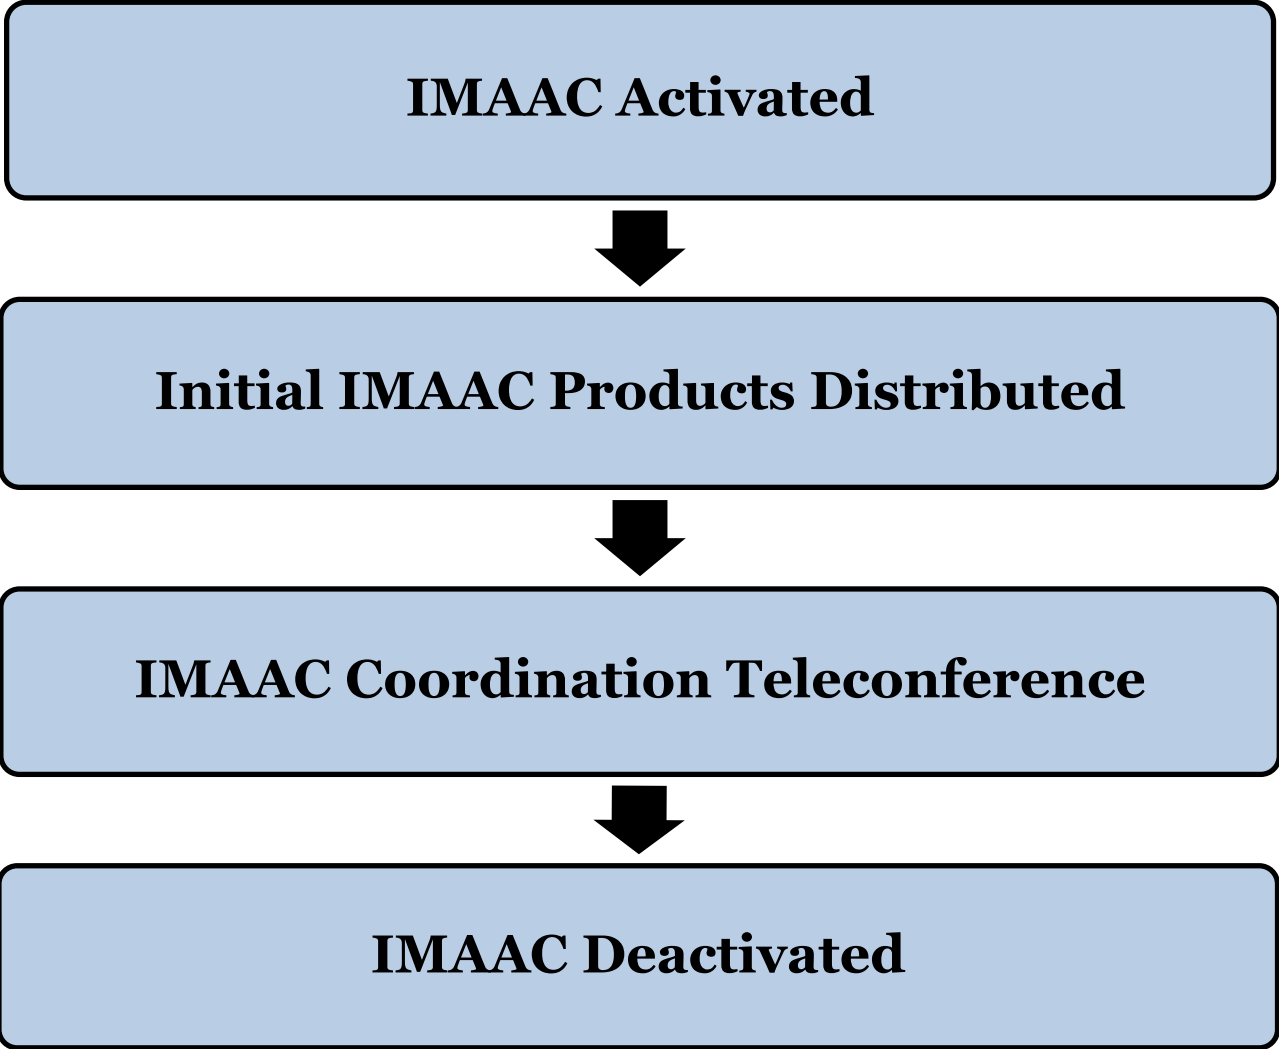 IMAAC Activated
Initial IMAAC Products Distributed
IMAAC Coordination Teleconference
IMAAC Deactivated